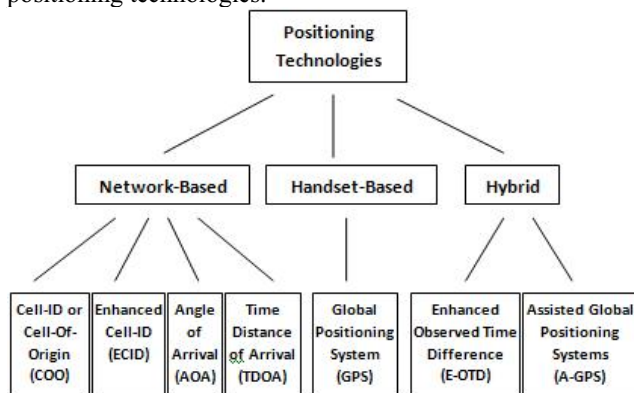 positioning technologies.
Positioning
Technologies
Network-Based
Handset-Based
Hybrid
Cell-ID or
Cell-Of-
Origin
(COO)
Enhanced
Cell-ID
(ECID)
Angle
of
Arrival
(AOA)
Time
Distance
of Arrival
(TDOA)
Global
Positioning
System
(GPS)
Enhanced
Observed Time
Difference
(E-OTD)
Assisted Global
Positioning
Systems
(A-GPS)